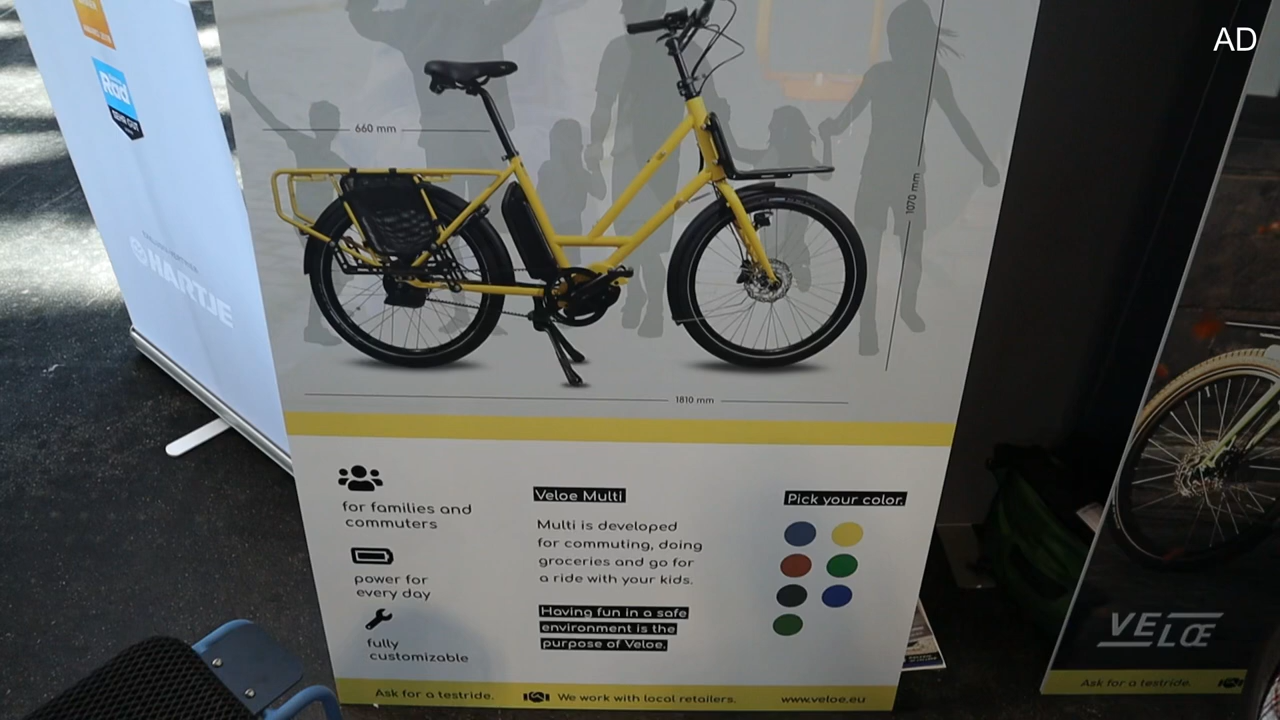 AD
Rad
HARTJE
660 mm
1070 mm
1810 mm
for families and
commuters
power for
every day
fully
customizable
Veloe Multi
Multi is developed
for commuting, doing
groceries and go for
a ride with your kids.
Having fun in a safe
environment is the
purpose of Veloe.
Pick your color.
Ask for a testride.
We work with local retailers.
www.veloe.eu
VELŒ
Ask for a testride.